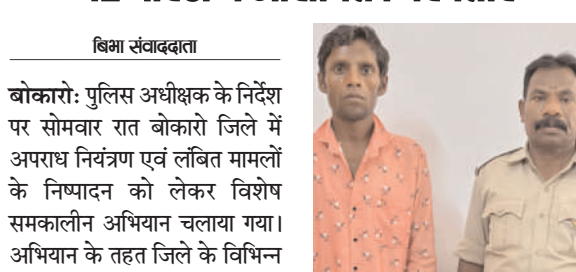 बिभा संवाददाता
बोकारो: पुलिस अधीक्षक के निर्देश
पर सोमवार रात बोकारो जिले में
अपराध नियंत्रण एवं लंबित मामलों
के निष्पादन को लेकर विशेष
समकालीन अभियान चलाया गया।
अभियान के तहत जिले के विभिन्न